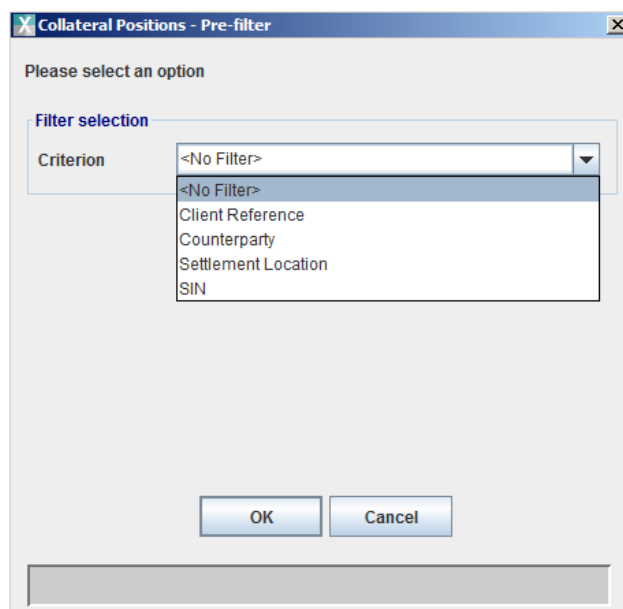 Collateral Positions - Pre-filter
Please select an option
Filter selection
Criterion <No Filter>
<No Filter>
Client Reference
Counterparty
Settlement Location
SIN
OK Cancel